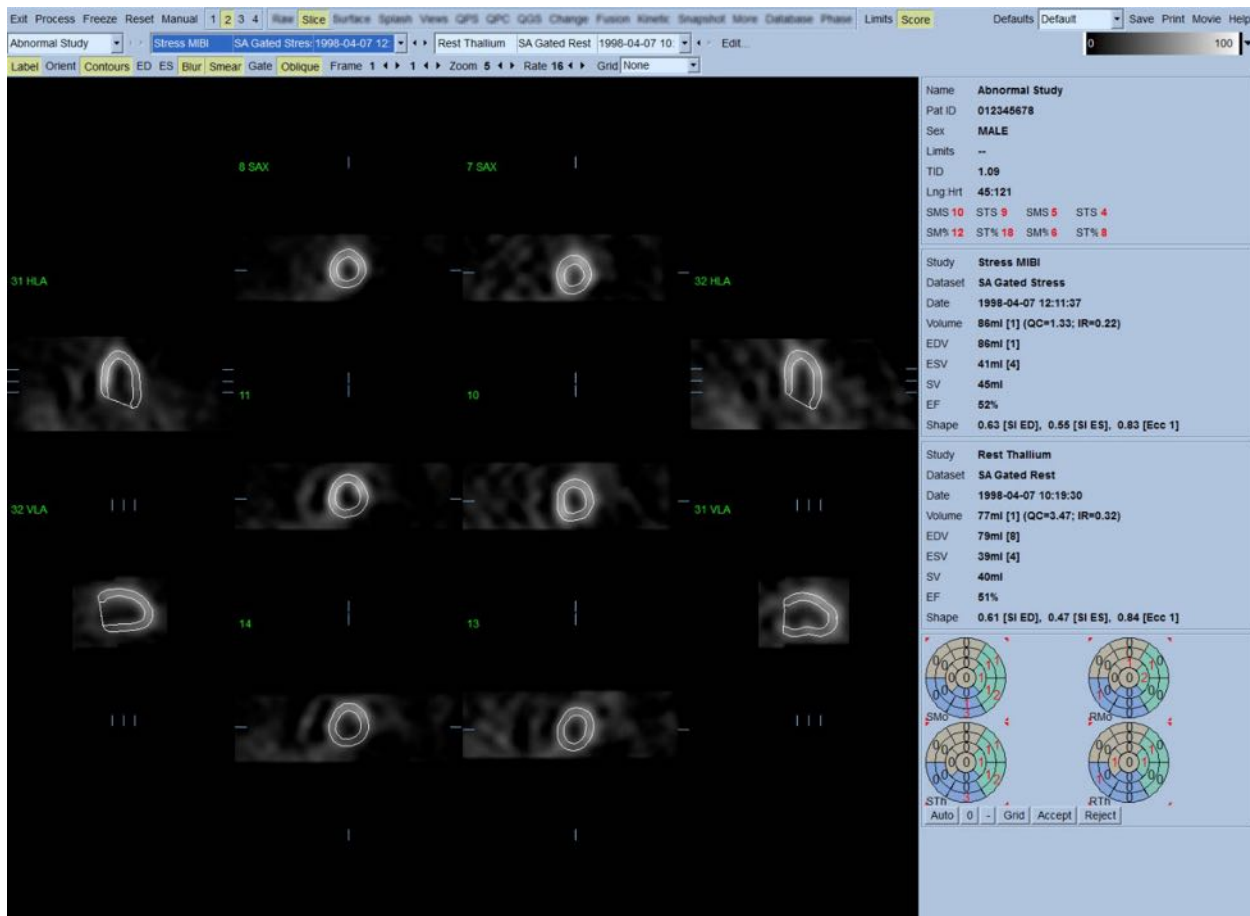 Exit Process Freeze Reset Manual 1 2 3 4 Raw Slice Surface Splash Views QPS QPC QGS Change Fusion Kinetic Snapshot More Database Phase Limits Score Defaults Default Save Print Movie Help
Abnormal Study Stress MIBI SA Gated Stres: 1998-04-07 12: Rest Thallium SA Gated Rest 1998-04-07 10: Edit...
0 100
Label Orient Contours ED ES Blur Smear Gate Oblique Frame 1 1 Zoom 5 Rate 16 Grid None
8 SAX 7 SAX
31 HLA 32 HLA
11 10
32 VLA 31 VLA
14 13
Name Abnormal Study
Pat ID 012345678
Sex MALE
Limits --
TID 1.09
Lng:Hrt 45:121
SMS 10 STS 9 SMS 5 STS 4
SM% 12 ST% 18 SM% 6 ST% 8
Study Stress MIBI
Dataset SA Gated Stress
Date 1998-04-07 12:11:37
Volume 86ml [1] (QC=1.33; IR=0.22)
EDV 86ml [1]
ESV 41ml [4]
SV 45ml
EF 52%
Shape 0.63 [SI ED], 0.55 [SI ES], 0.83 [Ecc 1]
Study Rest Thallium
Dataset SA Gated Rest
Date 1998-04-07 10:19:30
Volume 77ml [1] (QC=3.47; IR=0.32)
EDV 79ml [8]
ESV 39ml [4]
SV 40ml
EF 51%
Shape 0.61 [SI ED], 0.47 [SI ES], 0.84 [Ecc 1]
SMo RMo
STh RTh
Auto 0 - Grid Accept Reject